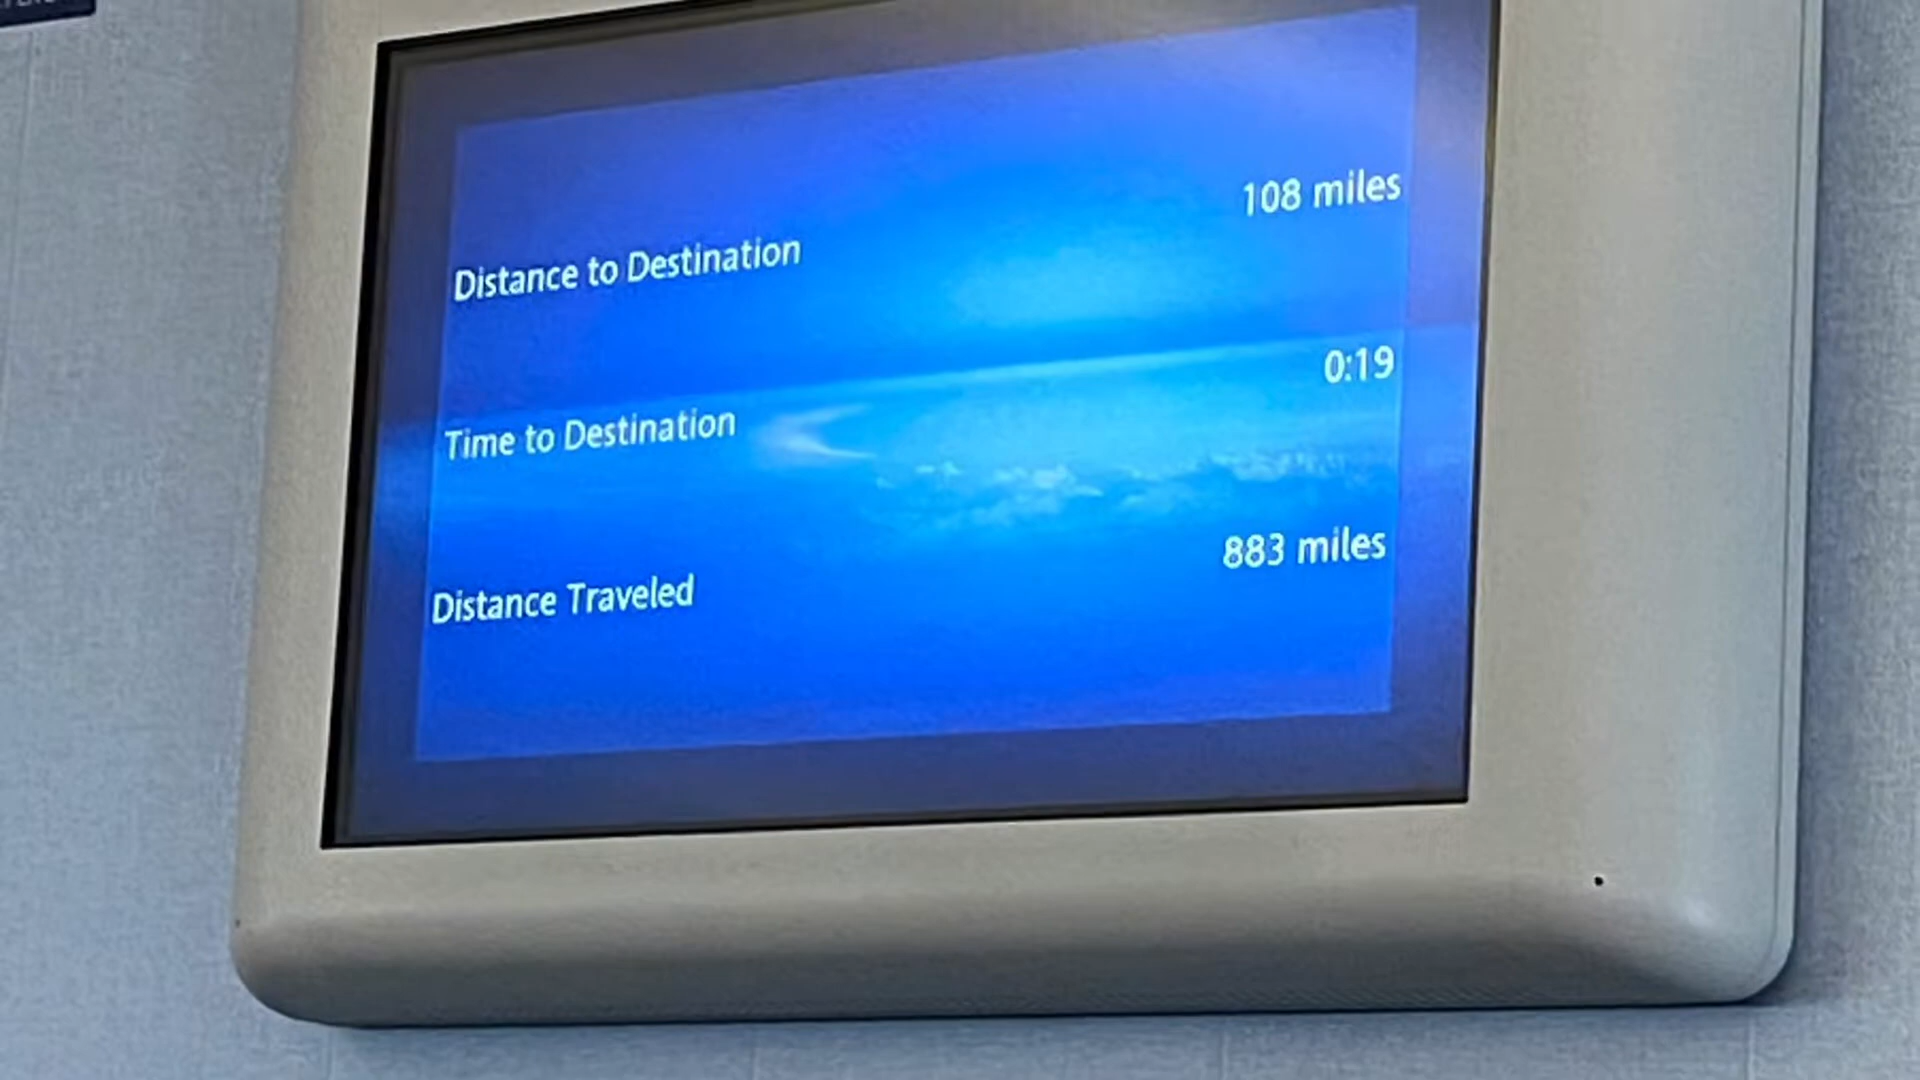 Distance to Destination 108 miles
Time to Destination 0:19
Distance Traveled 883 miles